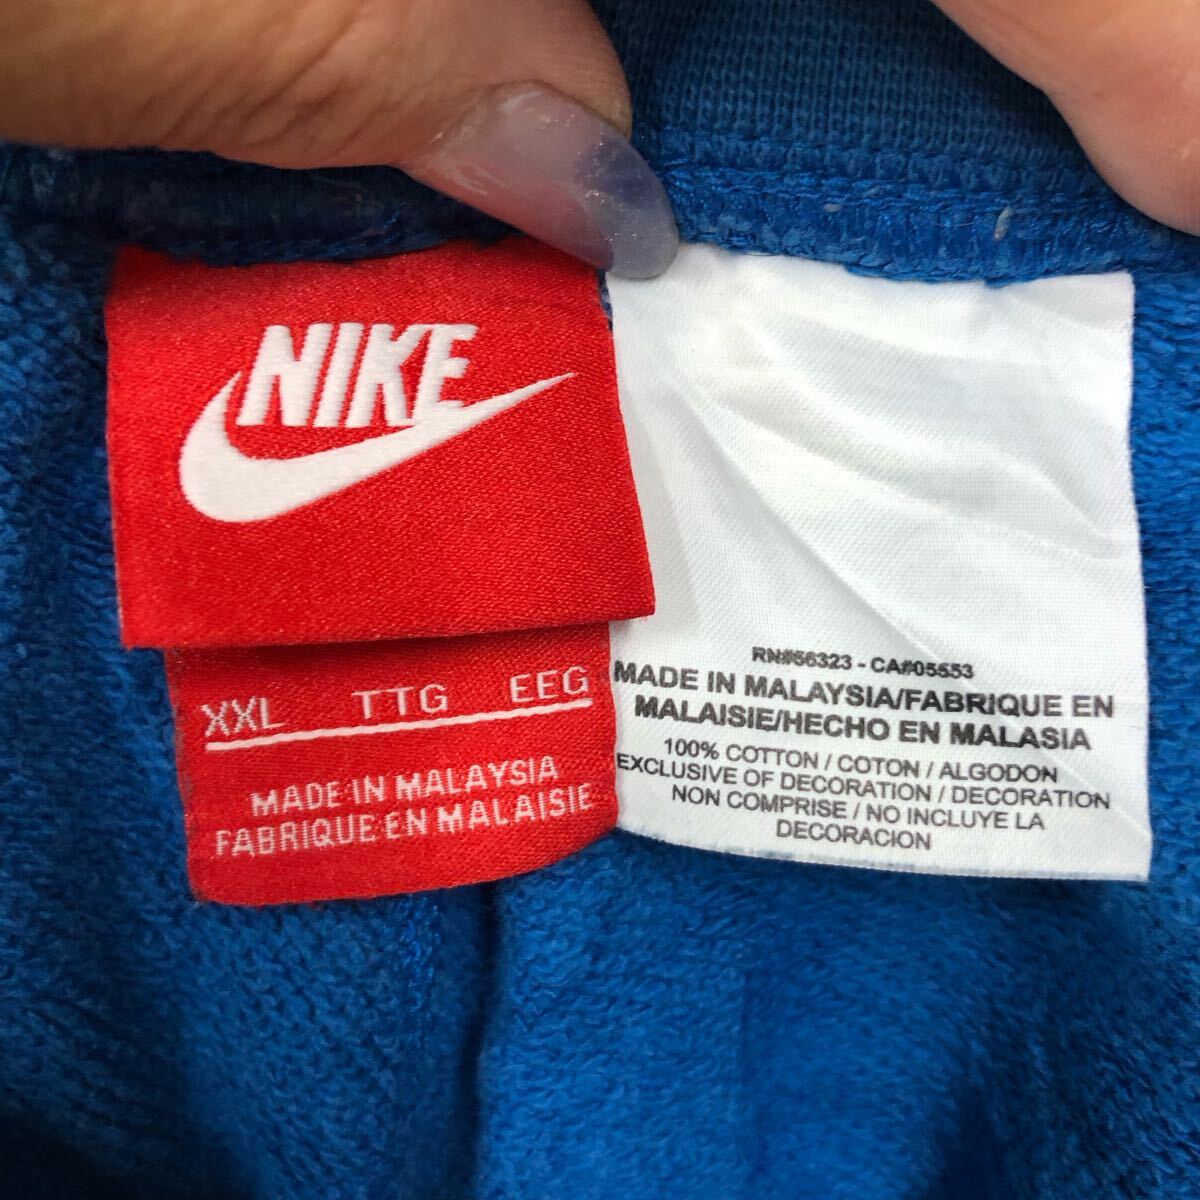 NIKE
XXL TTG EEG
MADE IN MALAYSIA
FABRIQUE EN MALAISIE
RN#56323 - CA#05553
MADE IN MALAYSIA/FABRIQUE EN
MALAISIE/HECHO EN MALASIA
100% COTTON / COTON / ALGODON
EXCLUSIVE OF DECORATION / DECORATION
NON COMPRISE / NO INCLUYE LA
DECORACION